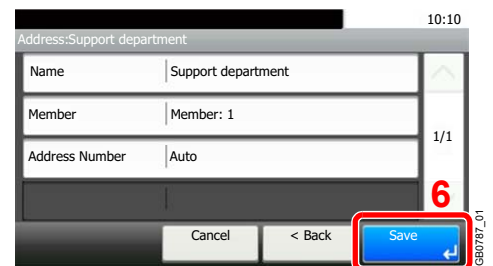 10:10
Address:Support department
Name Support department
Member Member: 1
1/1
Address Number Auto
6
Cancel < Back Save
GB0787_01